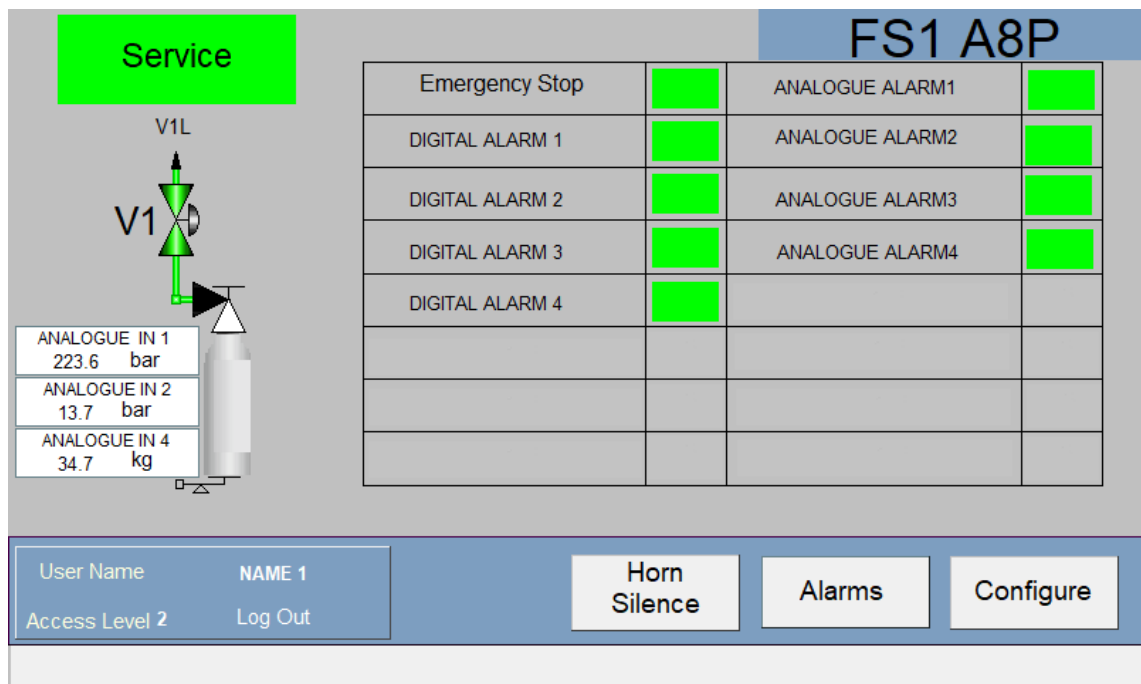 Service
FS1 A8P
Emergency Stop
ANALOGUE ALARM1
DIGITAL ALARM 1
ANALOGUE ALARM2
DIGITAL ALARM 2
ANALOGUE ALARM3
DIGITAL ALARM 3
ANALOGUE ALARM4
DIGITAL ALARM 4
V1L
V1
ANALOGUE IN 1
223.6 bar
ANALOGUE IN 2
13.7 bar
ANALOGUE IN 4
34.7 kg
User Name NAME 1
Access Level 2 Log Out
Horn
Silence
Alarms
Configure